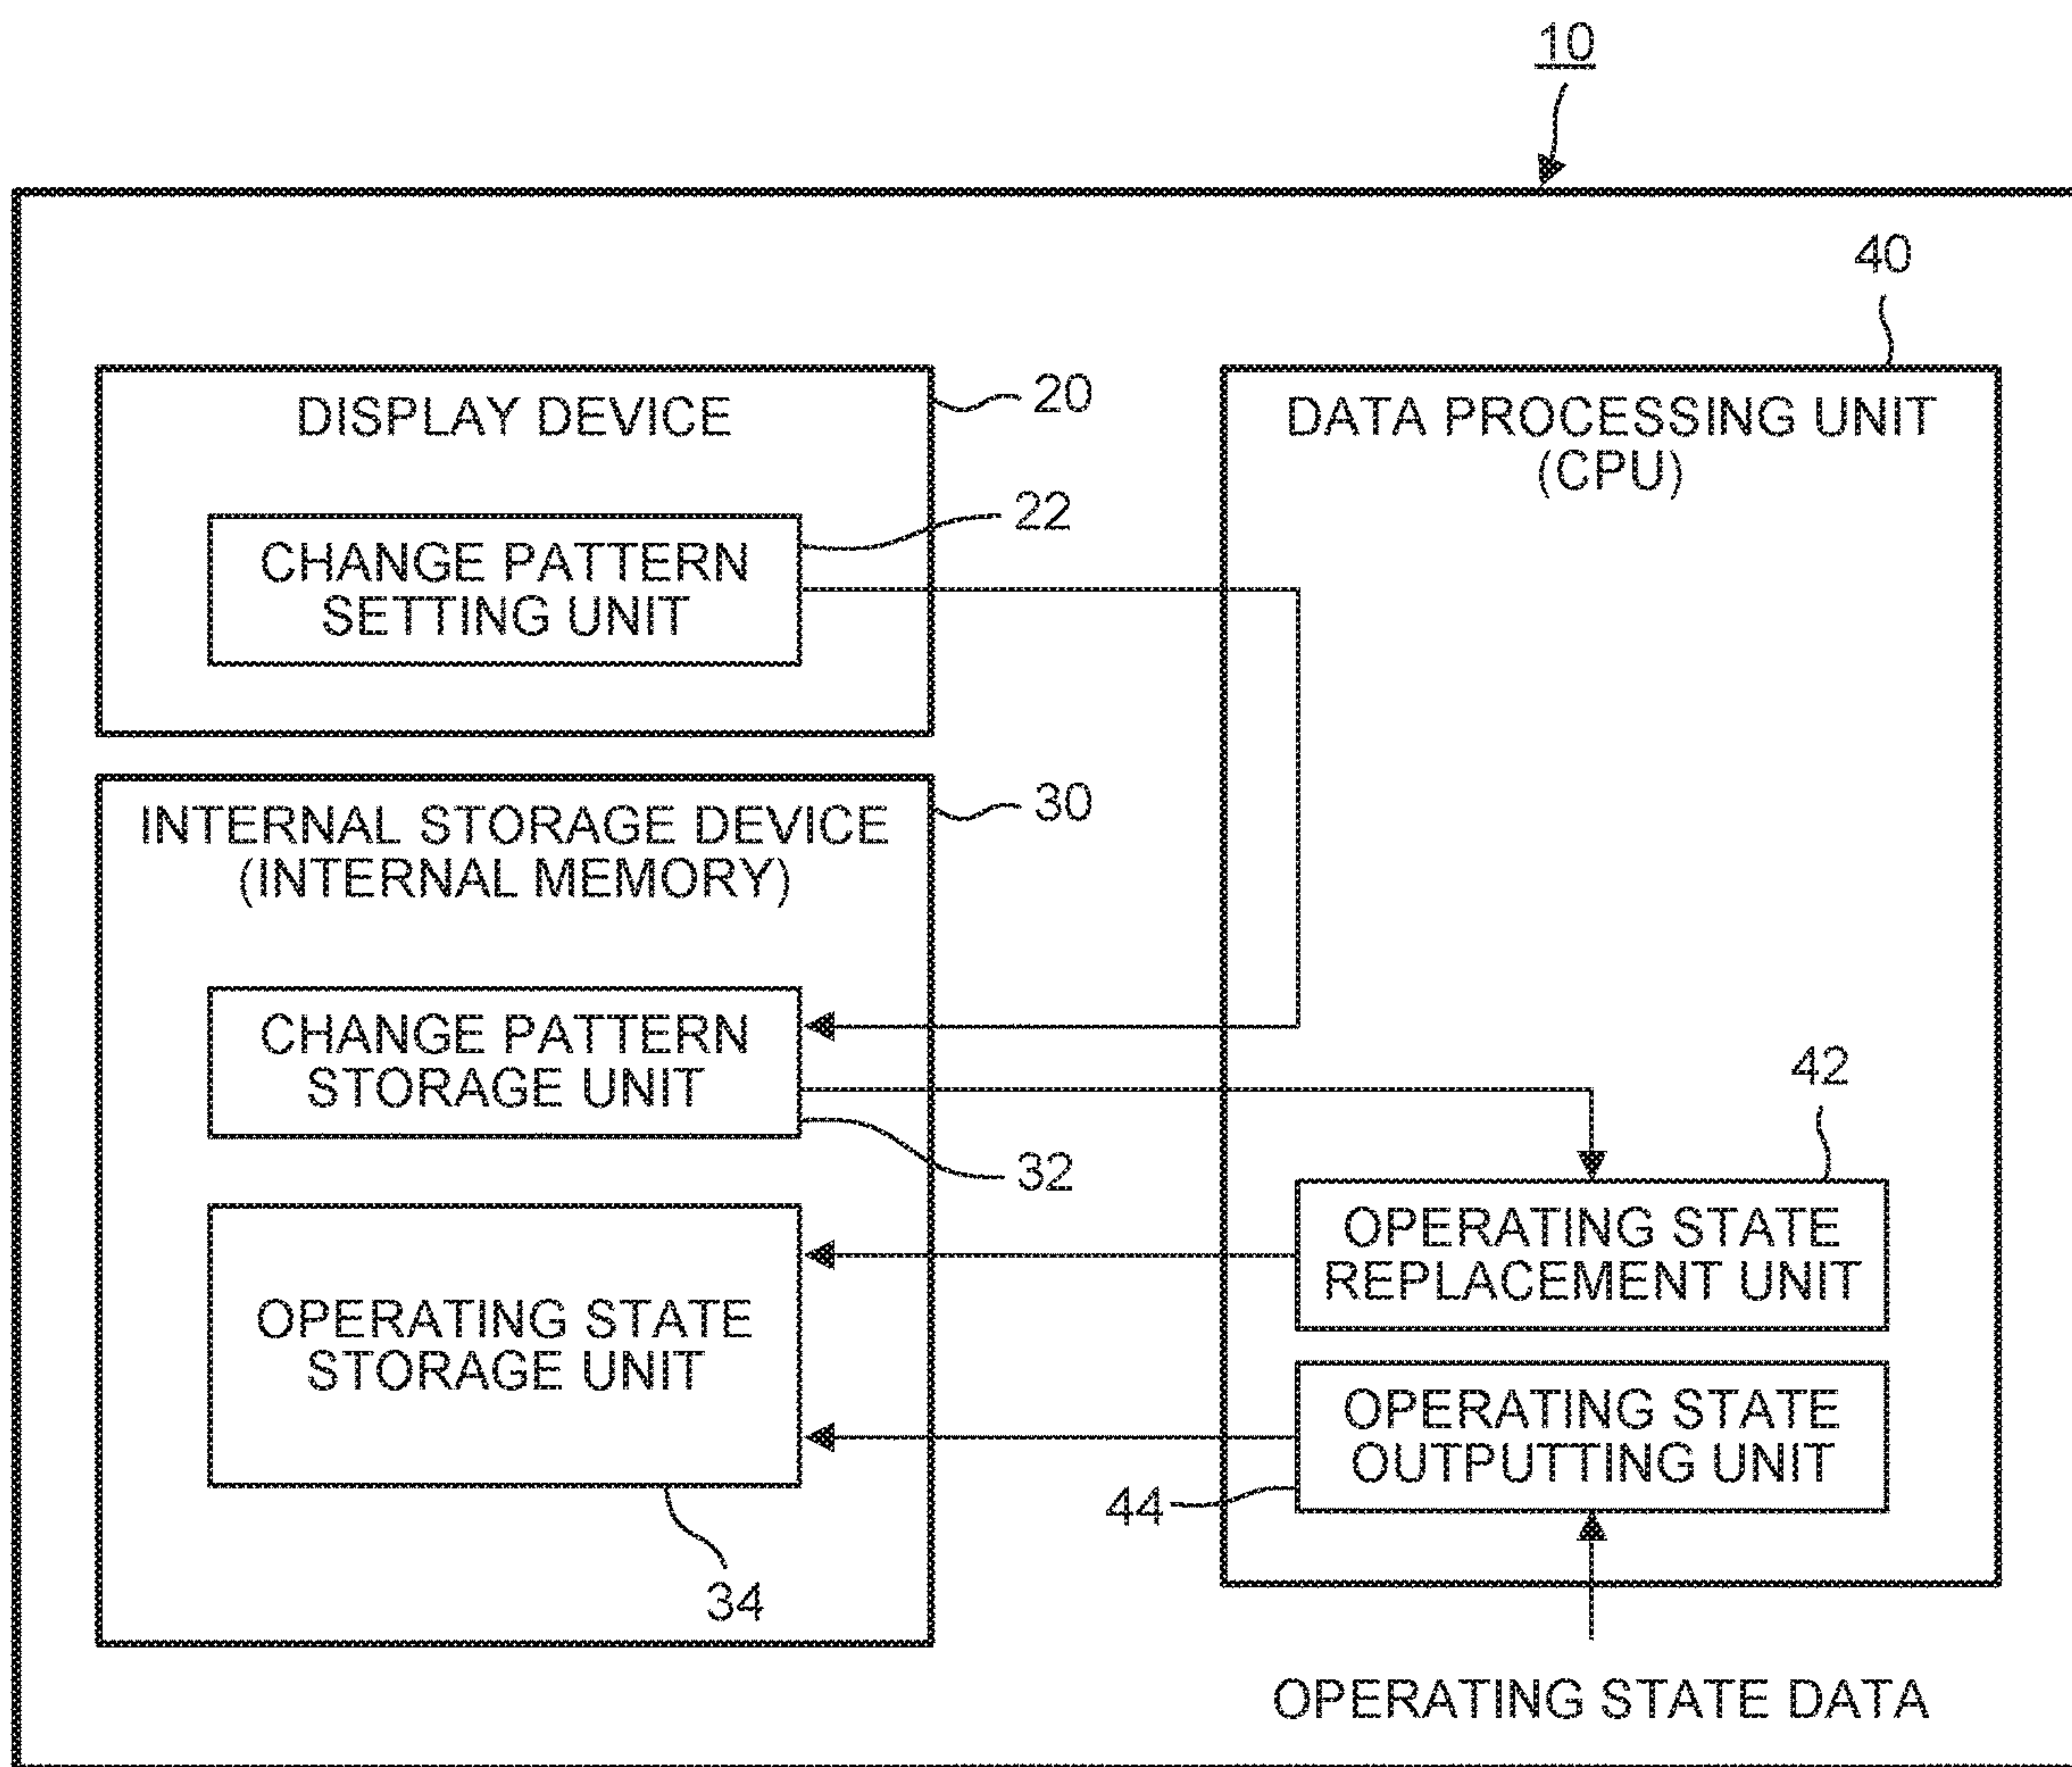 10
40
DISPLAY DEVICE
20
DATA PROCESSING UNIT
(CPU)
22
CHANGE PATTERN
SETTING UNIT
INTERNAL STORAGE DEVICE
(INTERNAL MEMORY)
30
CHANGE PATTERN
STORAGE UNIT
32
42
OPERATING STATE
REPLACEMENT UNIT
OPERATING STATE
STORAGE UNIT
34
OPERATING STATE
OUTPUTTING UNIT
44
OPERATING STATE DATA